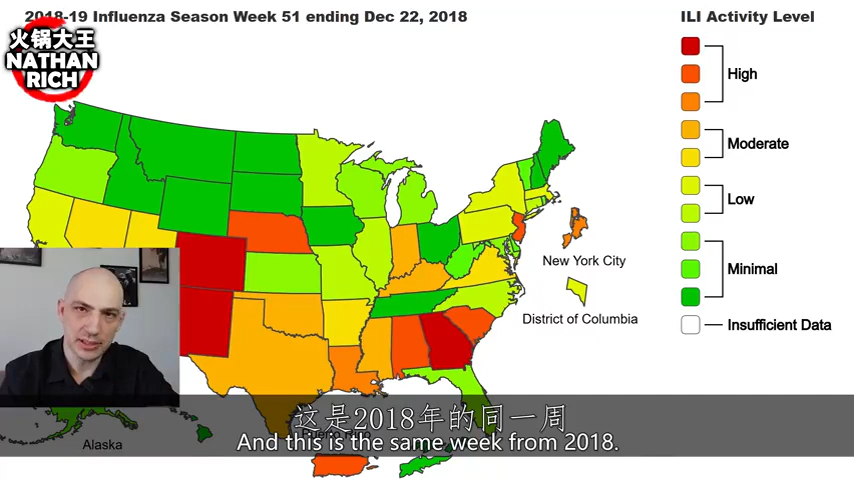 2018-19 Influenza Season Week 51 ending Dec 22, 2018
ILI Activity Level
火锅大王
NATHAN
RICH
High
Moderate
Low
Minimal
Insufficient Data
New York City
District of Columbia
Alaska
Puerto Rico
这是2018年的同一周
And this is the same week from 2018.